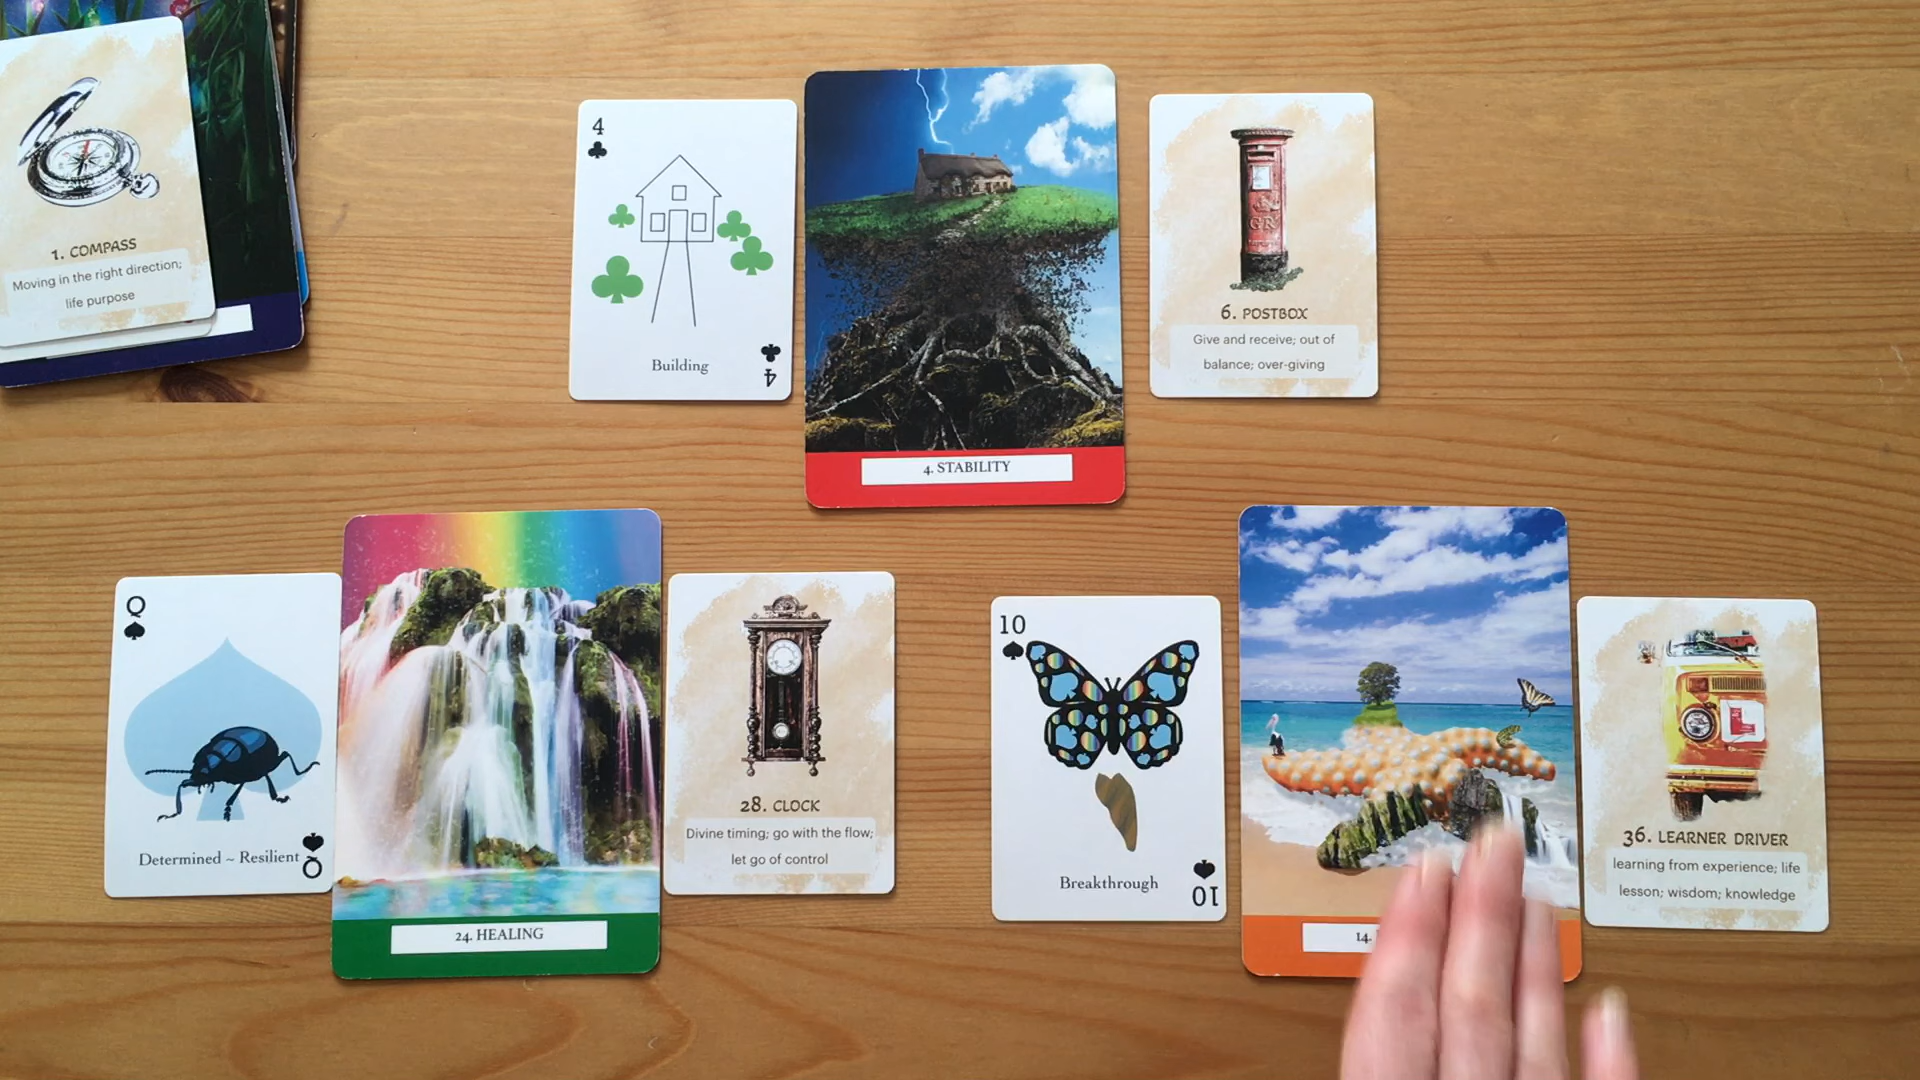 1. COMPASS
Moving in the right direction;
life purpose
4
Building
4
4. STABILITY
GR
6. POSTBOX
Give and receive; out of
balance; over-giving
Q
Determined ~ Resilient
Q
24. HEALING
28. CLOCK
Divine timing; go with the flow;
let go of control
10
Breakthrough
10
14.
L
36. LEARNER DRIVER
learning from experience; life
lesson; wisdom; knowledge